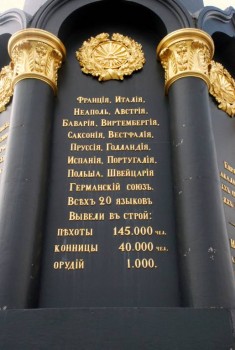 Франція, Италія,
Неаполь, Австрія,
Баварія, Виртембергія,
Саксонія, Вестфалія,
Пруссія, Голландія,
Испанія, Португалія,
Польша, Швейцарія
Германскій союзъ.
Всѣхъ 20 языковъ
Вывели въ строй:
пѣхоты 145.000 чел.
конницы 40.000 чел.
орудій 1.000.